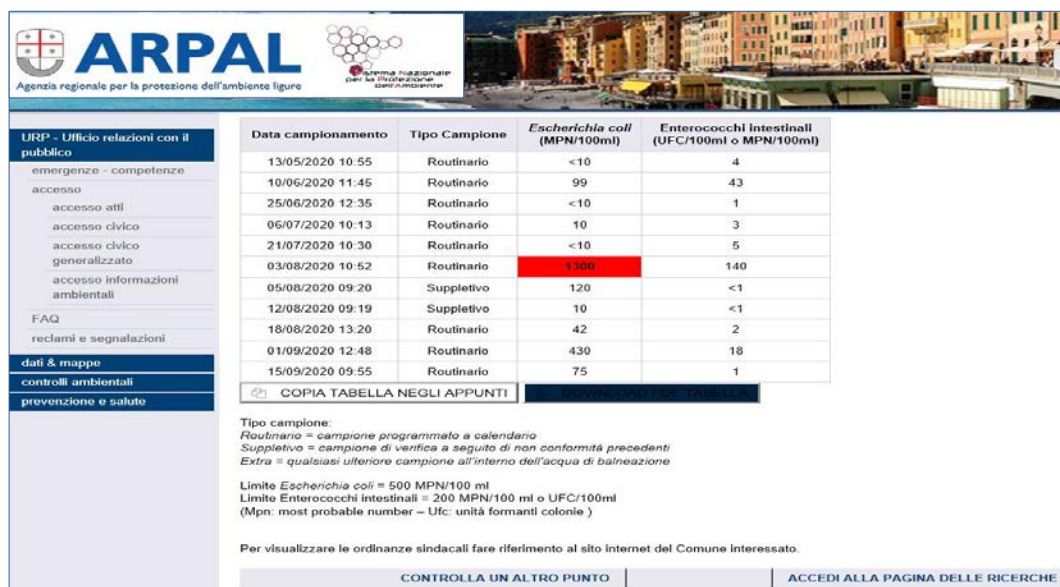 ARPAL
Agenzia regionale per la protezione dell'ambiente ligure
Sistema Nazionale
per la Protezione
dell'Ambiente
URP - Ufficio relazioni con il
pubblico
emergenze - competenze
accesso
accesso atti
accesso civico
accesso civico
generalizzato
accesso informazioni
ambientali
FAQ
reclami e segnalazioni
dati & mappe
controlli ambientali
prevenzione e salute
Data campionamento Tipo Campione Escherichia coli (MPN/100ml) Enterococchi intestinali (UFC/100ml o MPN/100ml)
13/05/2020 10:55 Routinario <10 4
10/06/2020 11:45 Routinario 99 43
25/06/2020 12:35 Routinario <10 1
06/07/2020 10:13 Routinario 10 3
21/07/2020 10:30 Routinario <10 5
03/08/2020 10:52 Routinario 1300 140
05/08/2020 09:20 Suppletivo 120 <1
12/08/2020 09:19 Suppletivo 10 <1
18/08/2020 13:20 Routinario 42 2
01/09/2020 12:48 Routinario 430 18
15/09/2020 09:55 Routinario 75 1
COPIA TABELLA NEGLI APPUNTI DOWNLOAD PDF TABELLA
Tipo campione:
Routinario = campione programmato a calendario
Suppletivo = campione di verifica a seguito di non conformità precedenti
Extra = qualsiasi ulteriore campione all'interno dell'acqua di balneazione
Limite Escherichia coli = 500 MPN/100 ml
Limite Enterococchi intestinali = 200 MPN/100 ml o UFC/100ml
(Mpn: most probable number – Ufc: unità formanti colonie )
Per visualizzare le ordinanze sindacali fare riferimento al sito internet del Comune interessato.
CONTROLLA UN ALTRO PUNTO ACCEDI ALLA PAGINA DELLE RICERCHE